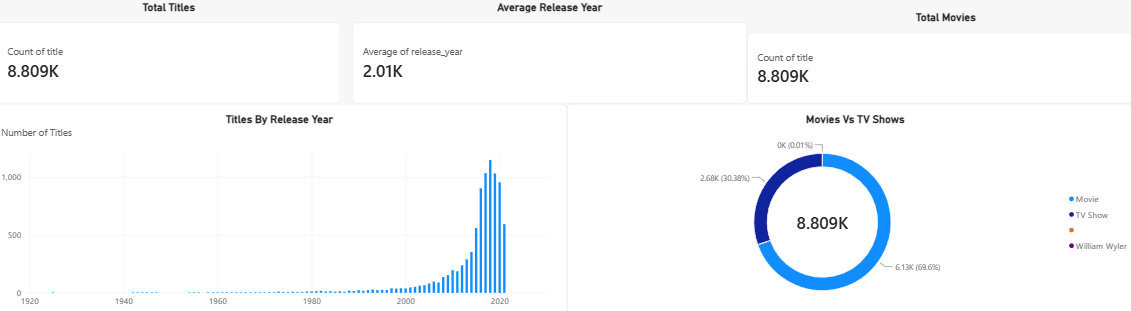 Total Titles
Average Release Year
Total Movies
Count of title
8.809K
Average of release_year
2.01K
Count of title
8.809K
Titles By Release Year
Number of Titles
1,000
500
0
1920
1940
1960
1980
2000
2020
Movies Vs TV Shows
0K (0.01%)
2.68K (30.38%)
8.809K
6.13K (69.6%)
Movie
TV Show
William Wyler